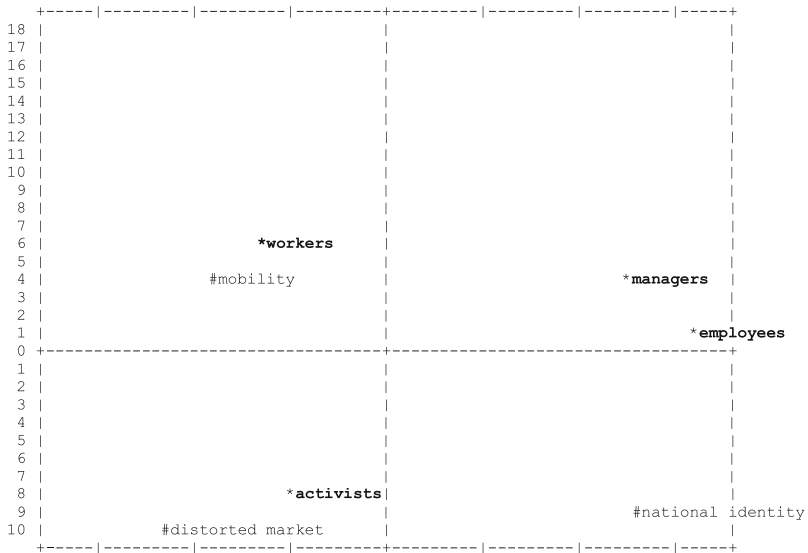 +-----|---------|---------|---------+---------|---------|---------|-----+
18 | | |
17 | | |
16 | | |
15 | | |
14 | | |
13 | | |
12 | | |
11 | | |
10 | | |
9 | | |
8 | | |
7 | | |
6 | *workers | |
5 | | |
4 | #mobility | *managers |
3 | | |
2 | | |
1 | | *employees
0 +-----------------------------------+-----------------------------------+
1 | | |
2 | | |
3 | | |
4 | | |
5 | | |
6 | | |
7 | | |
8 | *activists| |
9 | | #national identity
10 | #distorted market | |
+-----|---------|---------|---------+---------|---------|---------|-----+